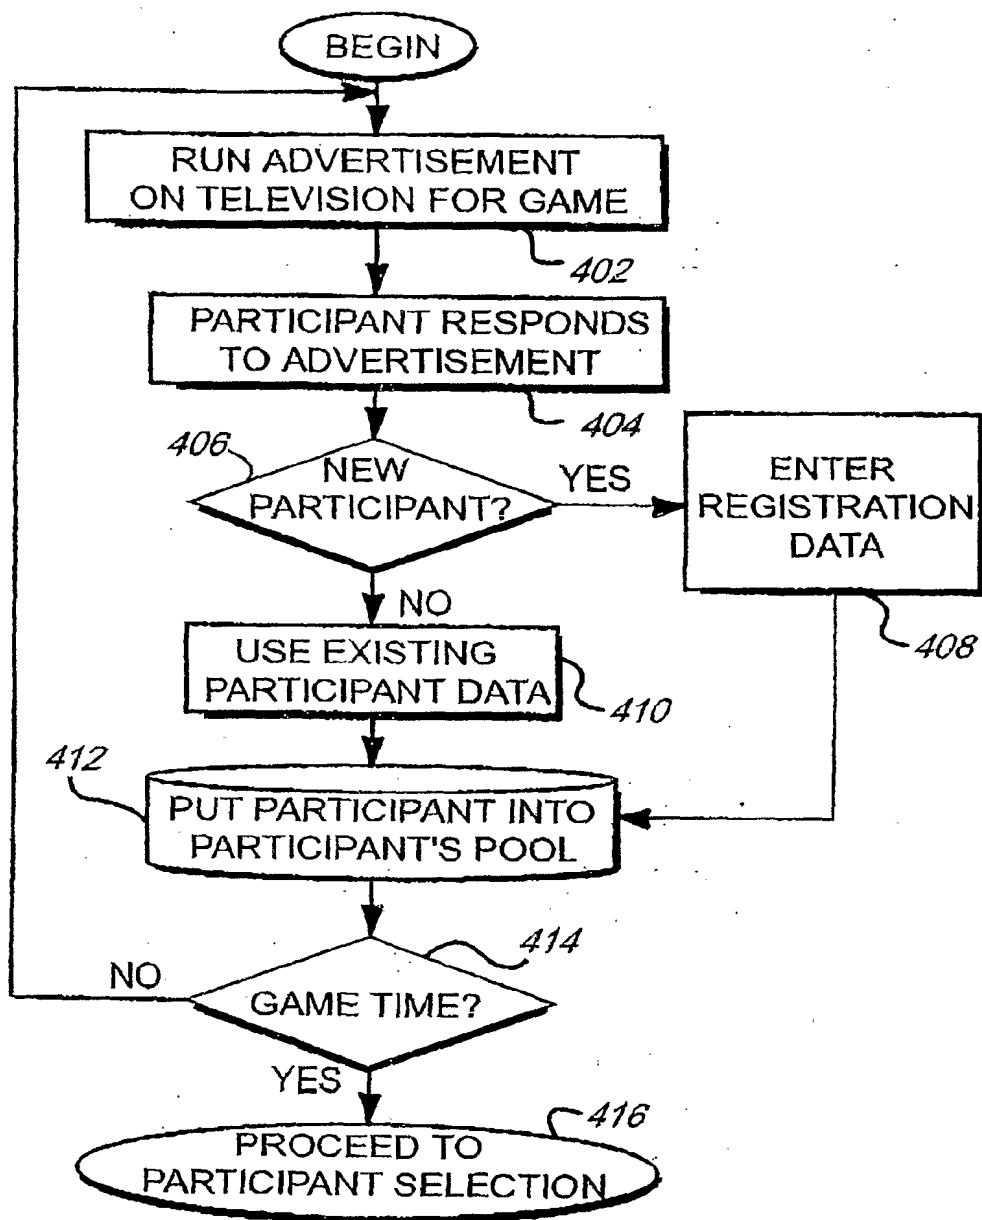 BEGIN
RUN ADVERTISEMENT
ON TELEVISION FOR GAME
402
PARTICIPANT RESPONDS
TO ADVERTISEMENT
404
406
NEW
PARTICIPANT?
YES
ENTER
REGISTRATION
DATA
408
NO
USE EXISTING
PARTICIPANT DATA
410
412
PUT PARTICIPANT INTO
PARTICIPANT'S POOL
414
NO
GAME TIME?
YES
416
PROCEED TO
PARTICIPANT SELECTION